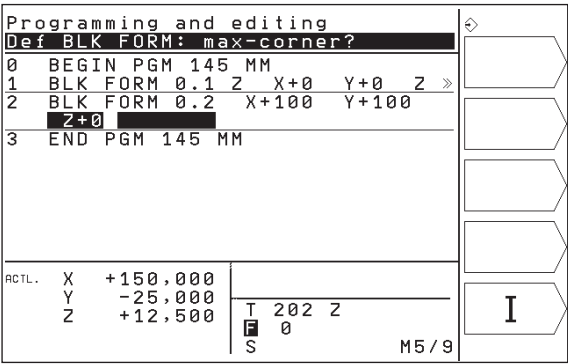 Programming and editing
Def BLK FORM: max-corner?
0 BEGIN PGM 145 MM
1 BLK FORM 0.1 Z X+0 Y+0 Z »
2 BLK FORM 0.2 X+100 Y+100
Z+0
3 END PGM 145 MM
ACTL. X +150,000
Y -25,000
Z +12,500
T 202 Z
F 0
S M5/9
I